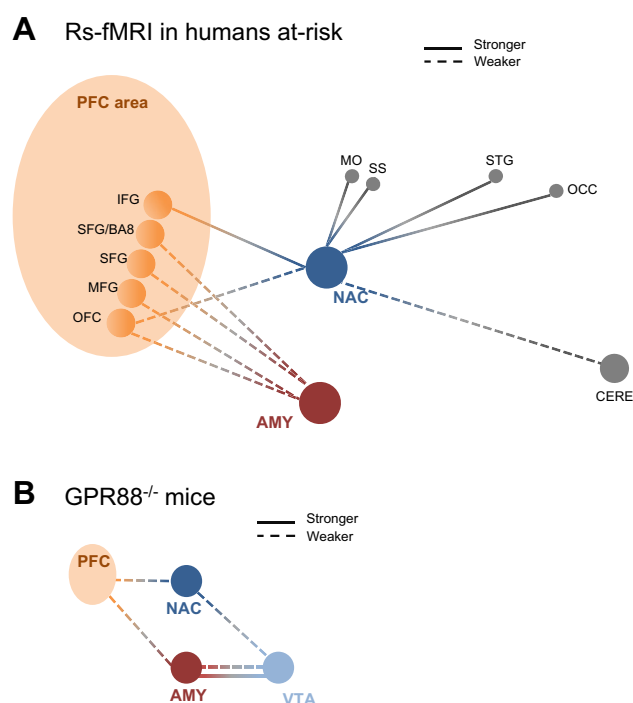 A Rs-fMRI in humans at-risk
Stronger
Weaker
PFC area
MO
SS
STG
OCC
IFG
SFG/BA8
SFG
MFG
OFC
NAC
CERE
AMY
B GPR88-/- mice
Stronger
Weaker
PFC
NAC
AMY
VTA